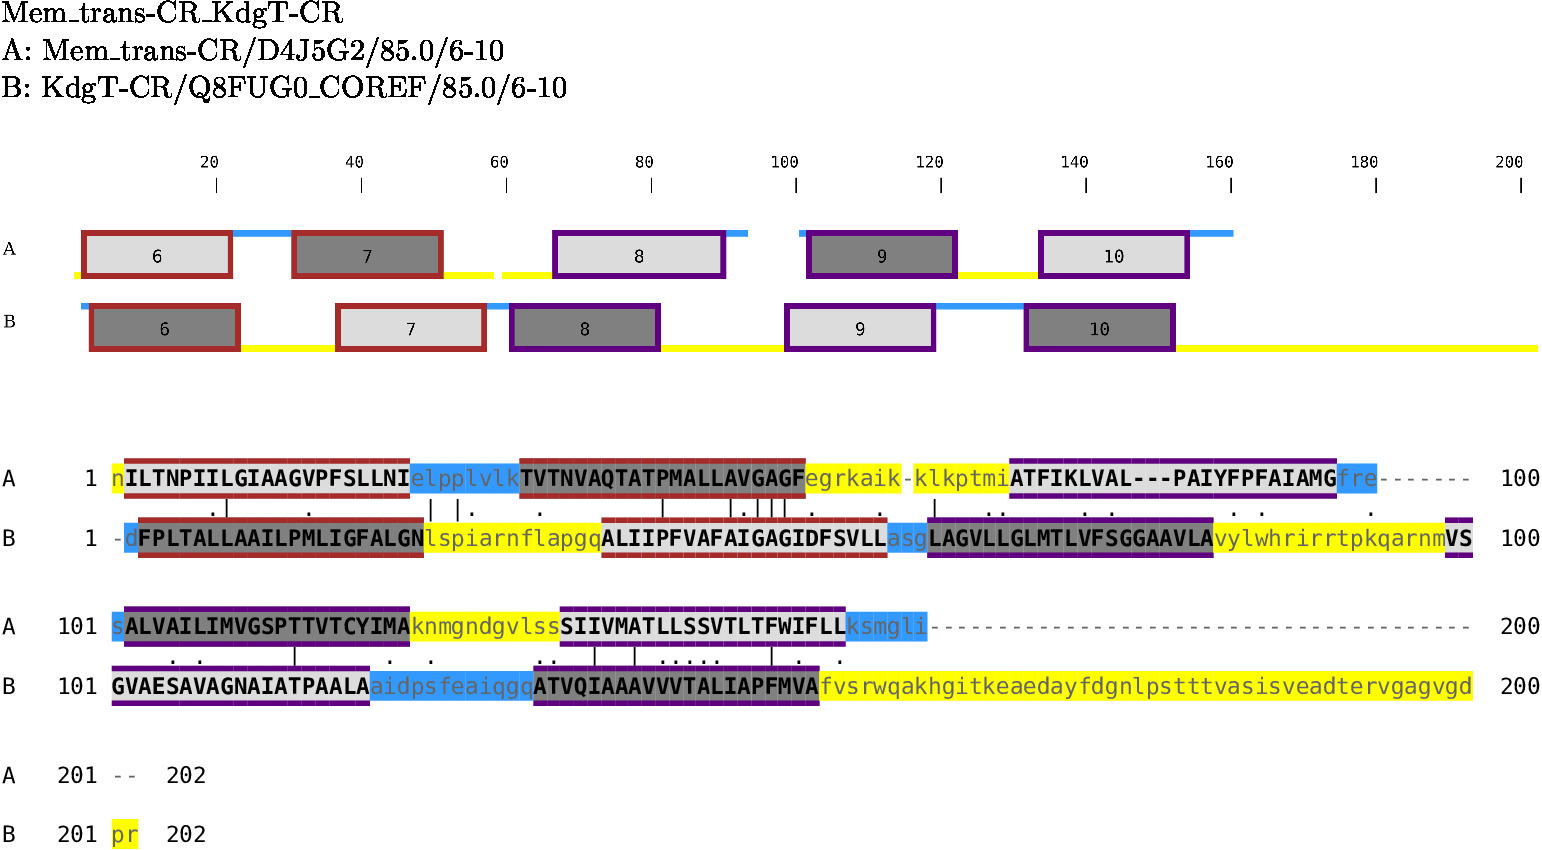 Mem_trans-CR_KdgT-CR
A: Mem_trans-CR/D4J5G2/85.0/6-10
B: KdgT-CR/Q8FUG0_COREF/85.0/6-10
20 40 60 80 100 120 140 160 180 200
A 6 7 8 9 10
B 6 7 8 9 10
A 1 nILTNPIILGIAAGVPFSLLNIelpplvlkTVTNVAQTATPMALLAVGAGFegrkaik-klkptmiATFIKLVAL---PAIYFPFAIAMGfre------- 100
B 1 -dFPLTALLAAILPMLIGFALGNlspiarnflapgqALIIPFVAFAIGAGIDFSVLLasgLAGVLLGLMTLVFSGGAAVLAvylwhrirrtpkqarnmVS 100
A 101 sALVAILIMVGSPTTVTCYIMAknmgndgvlssSIIVMATLLSSVTLTFWIFLLksmgli---------------------------------------- 200
B 101 GVAESAVAGNAIATPAALAaidpsfeaiqgqATVQIAAAVVVTALIAPFMVAfvsrwqakhgitkeaedayfdgnlpstttvasisveadtervgagvgd 200
A 201 -- 202
B 201 pr 202